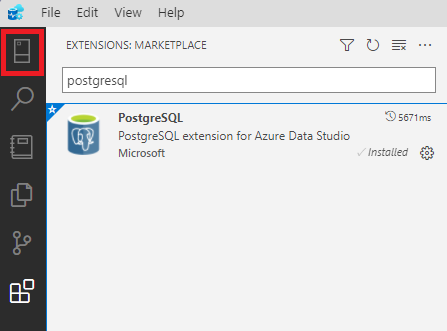 File Edit View Help
EXTENSIONS: MARKETPLACE
postgresql
PostgreSQL 5671ms
PostgreSQL extension for Azure Data Studio
Microsoft Installed